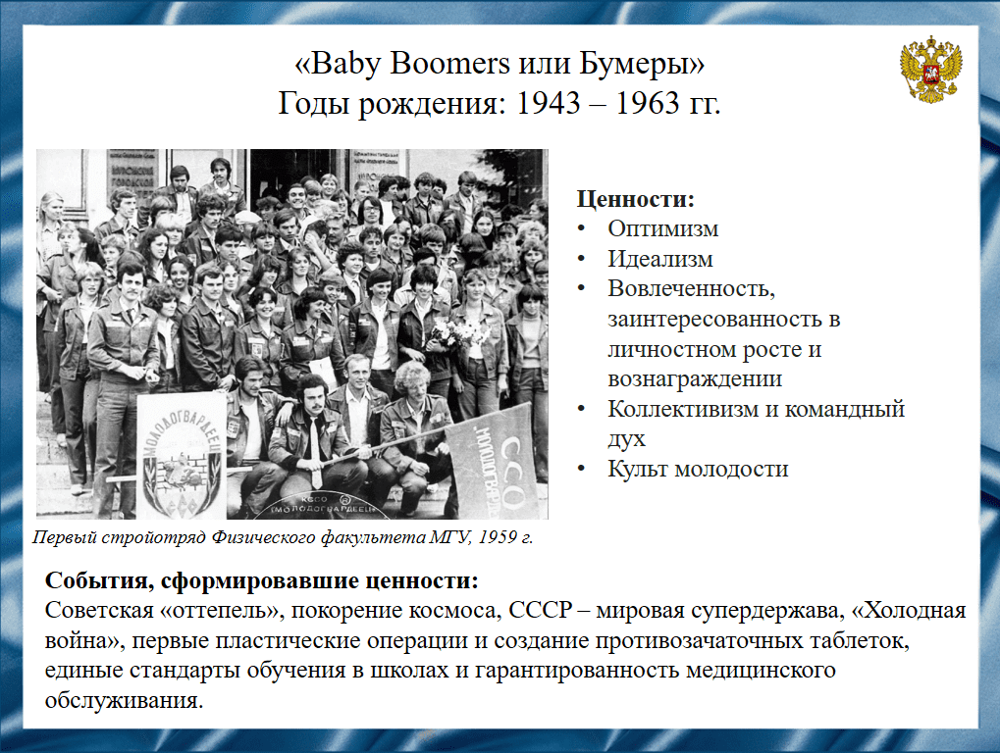 «Baby Boomers или Бумеры»
Годы рождения: 1943 – 1963 гг.
Ценности:
• Оптимизм
• Идеализм
• Вовлеченность,
заинтересованность в
личностном росте и
вознаграждении
• Коллективизм и командный
дух
• Культ молодости
МОЛОДОГВАРДЕЕЦ
ССО
КССО
"МОЛОДОГВАРДЕЕЦ"
Первый стройотряд Физического факультета МГУ, 1959 г.
События, сформировавшие ценности:
Советская «оттепель», покорение космоса, СССР – мировая супердержава, «Холодная
война», первые пластические операции и создание противозачаточных таблеток,
единые стандарты обучения в школах и гарантированность медицинского
обслуживания.